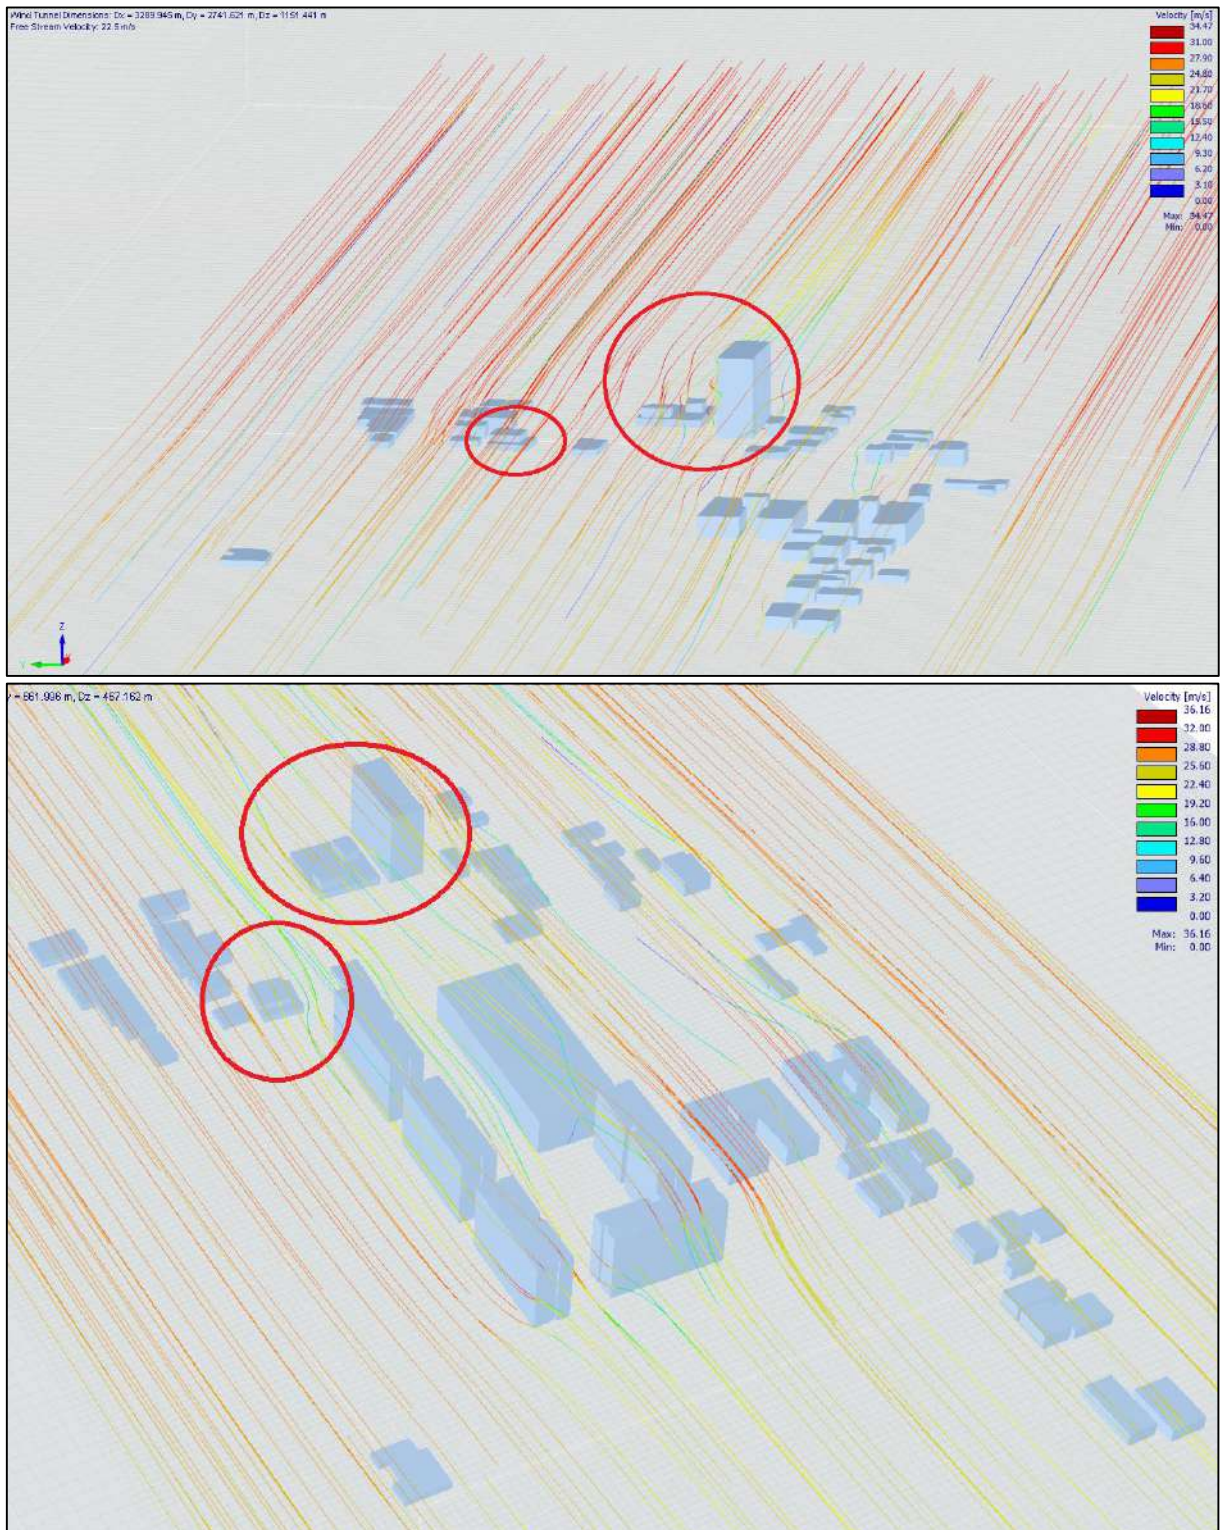 Wind Tunnel Dimensions: Dx = 3289.945 m, Dy = 2741.621 m, Dz = 1151.441 m
Free Stream Velocity: 22.5 m/s
Velocity [m/s]
34.47
31.00
27.90
24.80
21.70
18.60
15.50
12.40
9.30
6.20
3.10
0.00
Max: 34.47
Min: 0.00
Z
Y
y = 861.996 m, Dz = 467.162 m
Velocity [m/s]
36.16
32.00
28.80
25.60
22.40
19.20
16.00
12.80
9.60
6.40
3.20
0.00
Max: 36.16
Min: 0.00